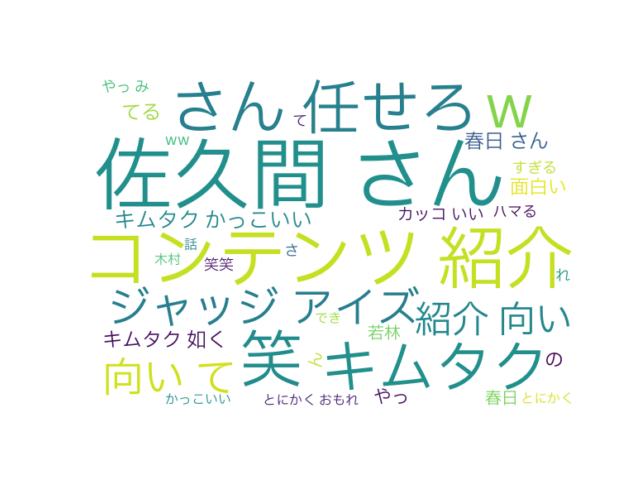 やっ み
てる
さん 任せろ
て
w
ww
春日 さん
佐久間 さん
すぎる
面白い
キムタク かっこいい
カッコ いい
ハマる
コンテンツ 紹介
話
さ
木村
笑笑
れ
ジャッジ アイズ
紹介 向い
でき
若林
キムタク 如く
笑
ん
キムタク
の
向い て
かっこいい
とにかく おもれ
やっ
春日
とにかく